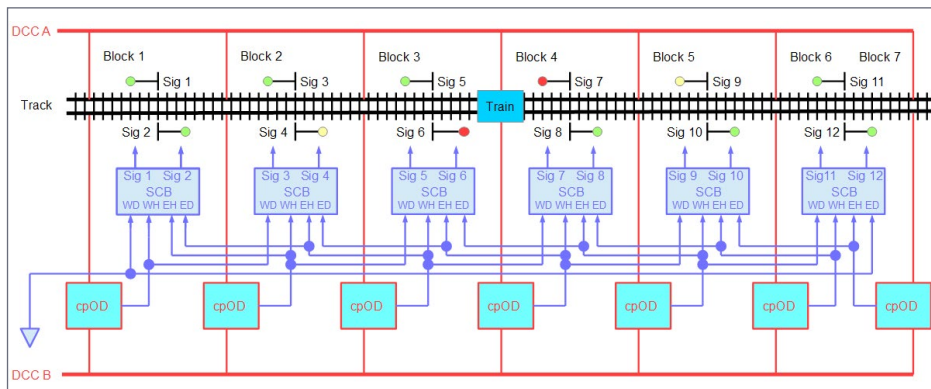 DCC A
Block 1 Block 2 Block 3 Block 4 Block 5 Block 6 Block 7
Sig 1 Sig 3 Sig 5 Sig 7 Sig 9 Sig 11
Track Train
Sig 2 Sig 4 Sig 6 Sig 8 Sig 10 Sig 12
Sig 1 Sig 2 Sig 3 Sig 4 Sig 5 Sig 6 Sig 7 Sig 8 Sig 9 Sig 10 Sig11 Sig 12
SCB SCB SCB SCB SCB SCB
WD WH EH ED WD WH EH ED WD WH EH ED WD WH EH ED WD WH EH ED WD WH EH ED
cpOD cpOD cpOD cpOD cpOD cpOD cpOD
DCC B